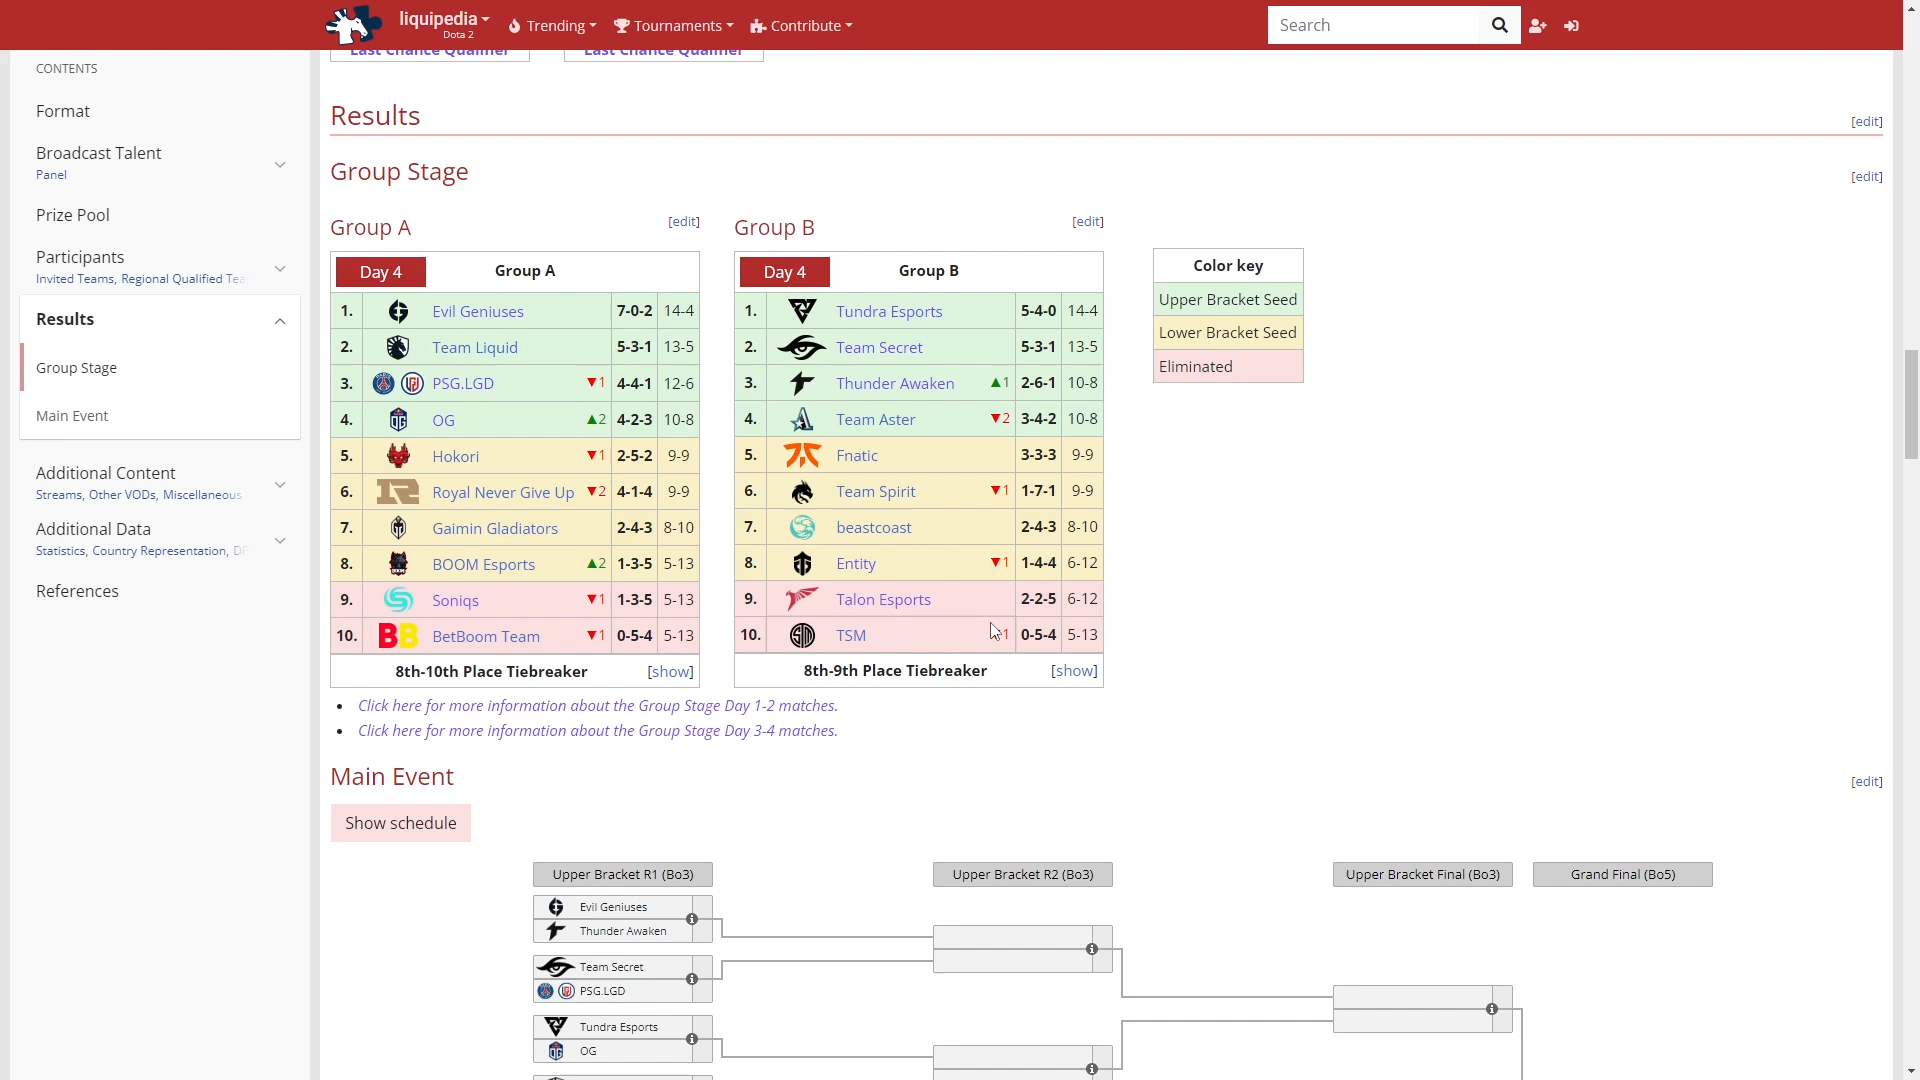 liquipedia
Dota 2
Trending
Tournaments
Contribute
Search
Last Chance Qualifier
Last Chance Qualifier
CONTENTS
Format
Broadcast Talent
Panel
Prize Pool
Participants
Invited Teams, Regional Qualified Tea
Results
Group Stage
Main Event
Additional Content
Streams, Other VODs, Miscellaneous
Additional Data
Statistics, Country Representation, D
References
Results
[edit]
Group Stage
[edit]
Group A
[edit]
Day 4 Group A
1. Evil Geniuses 7-0-2 14-4
2. Team Liquid 5-3-1 13-5
3. PSG.LGD ▼1 4-4-1 12-6
4. OG ▲2 4-2-3 10-8
5. Hokori ▼1 2-5-2 9-9
6. Royal Never Give Up ▼2 4-1-4 9-9
7. Gaimin Gladiators 2-4-3 8-10
8. BOOM Esports ▲2 1-3-5 5-13
9. Soniqs ▼1 1-3-5 5-13
10. BB BetBoom Team ▼1 0-5-4 5-13
8th-10th Place Tiebreaker [show]
Group B
[edit]
Day 4 Group B
1. Tundra Esports 5-4-0 14-4
2. Team Secret 5-3-1 13-5
3. Thunder Awaken ▲1 2-6-1 10-8
4. Team Aster ▼2 3-4-2 10-8
5. Fnatic 3-3-3 9-9
6. Team Spirit ▼1 1-7-1 9-9
7. beastcoast 2-4-3 8-10
8. Entity ▼1 1-4-4 6-12
9. Talon Esports 2-2-5 6-12
10. TSM 1 0-5-4 5-13
8th-9th Place Tiebreaker [show]
Color key
Upper Bracket Seed
Lower Bracket Seed
Eliminated
• Click here for more information about the Group Stage Day 1-2 matches.
• Click here for more information about the Group Stage Day 3-4 matches.
Main Event
[edit]
Show schedule
Upper Bracket R1 (Bo3)
Upper Bracket R2 (Bo3)
Upper Bracket Final (Bo3)
Grand Final (Bo5)
Evil Geniuses
Thunder Awaken
Team Secret
PSG.LGD
Tundra Esports
OG